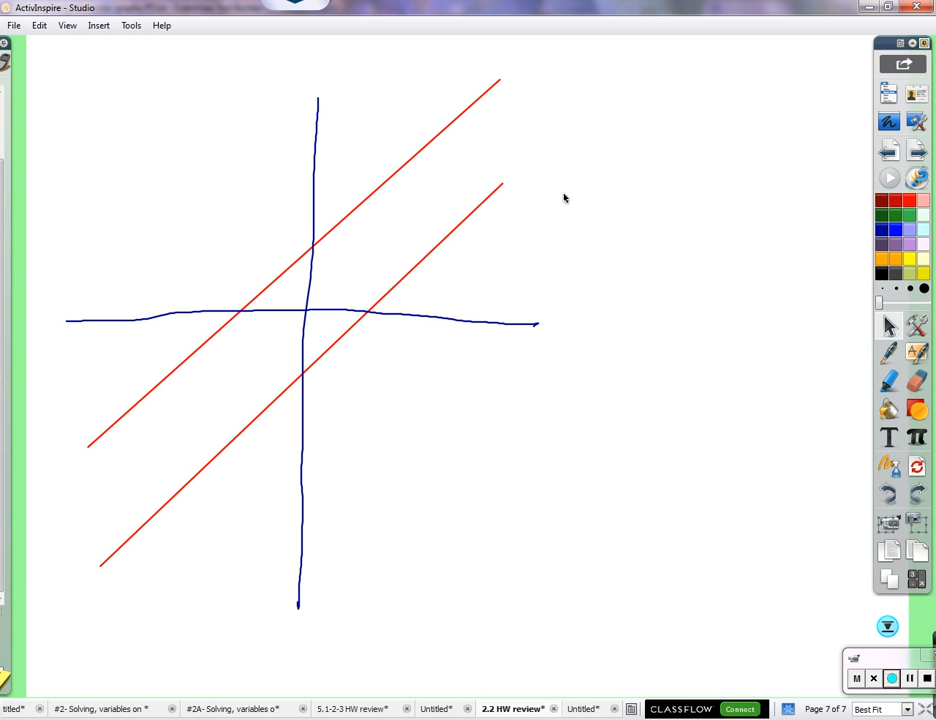 ActivInspire - Studio
File Edit View Insert Tools Help
T π
M
titled* #2- Solving, variables on * #2A- Solving, variables o* 5.1-2-3 HW review* Untitled* 2.2 HW review* Untitled* CLASSFLOW Connect Page 7 of 7 Best Fit